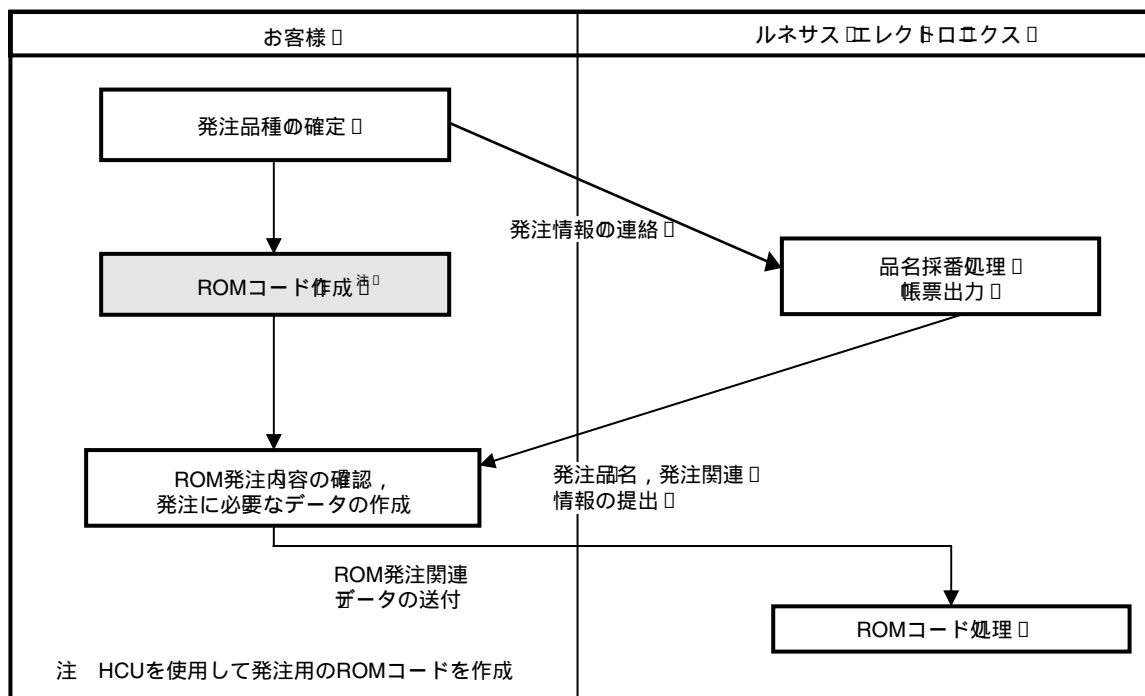 お客様
ルネサス エレクトロニクス
発注品種の確定
発注情報の連絡
品名採番処理
帳票出力
ROMコード作成注
ROM発注内容の確認，
発注に必要なデータの作成
発注品名，発注関連
情報の提出
ROM発注関連
データの送付
ROMコード処理
注　HCUを使用して発注用のROMコードを作成